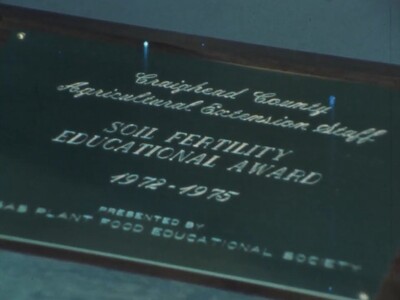 Craighead County
Agricultural Extension Staff
SOIL FERTILITY
EDUCATIONAL AWARD
1972-1975
PRESENTED BY
PLANT FOOD EDUCATIONAL SOCIETY